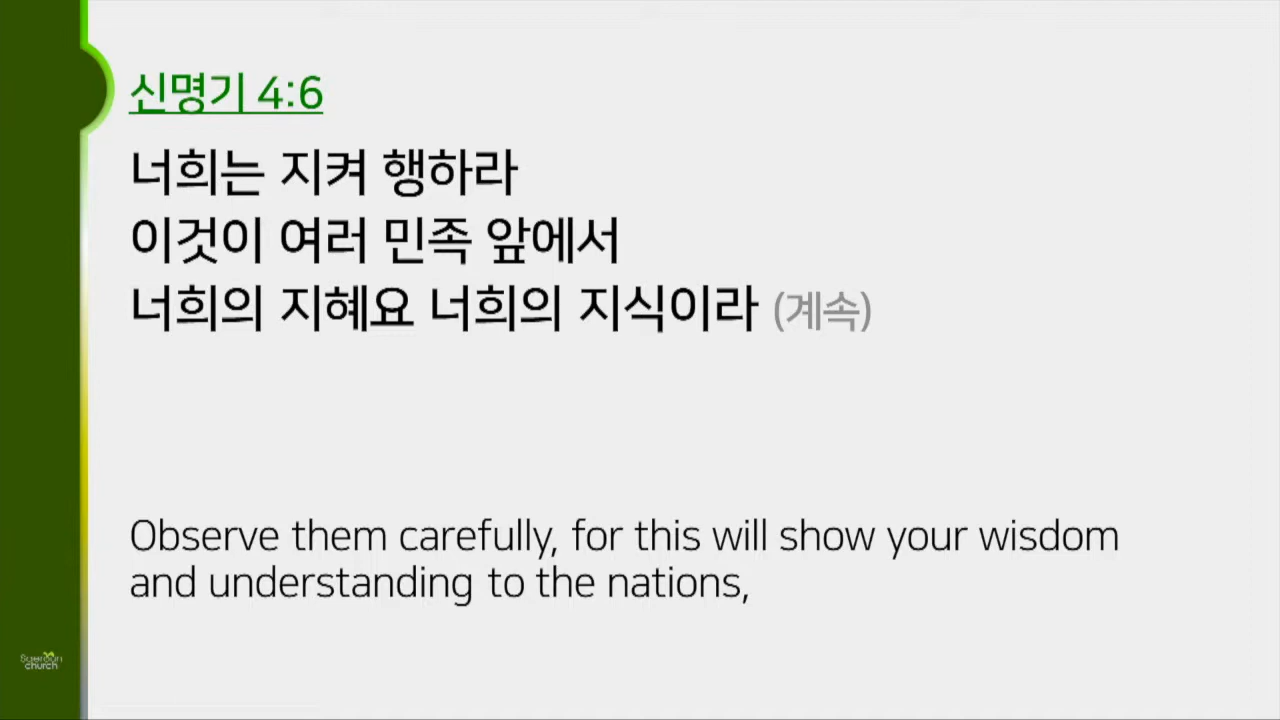 신명기 4:6
너희는 지켜 행하라
이것이 여러 민족 앞에서
너희의 지혜요 너희의 지식이라 (계속)
Observe them carefully, for this will show your wisdom
and understanding to the nations,
church